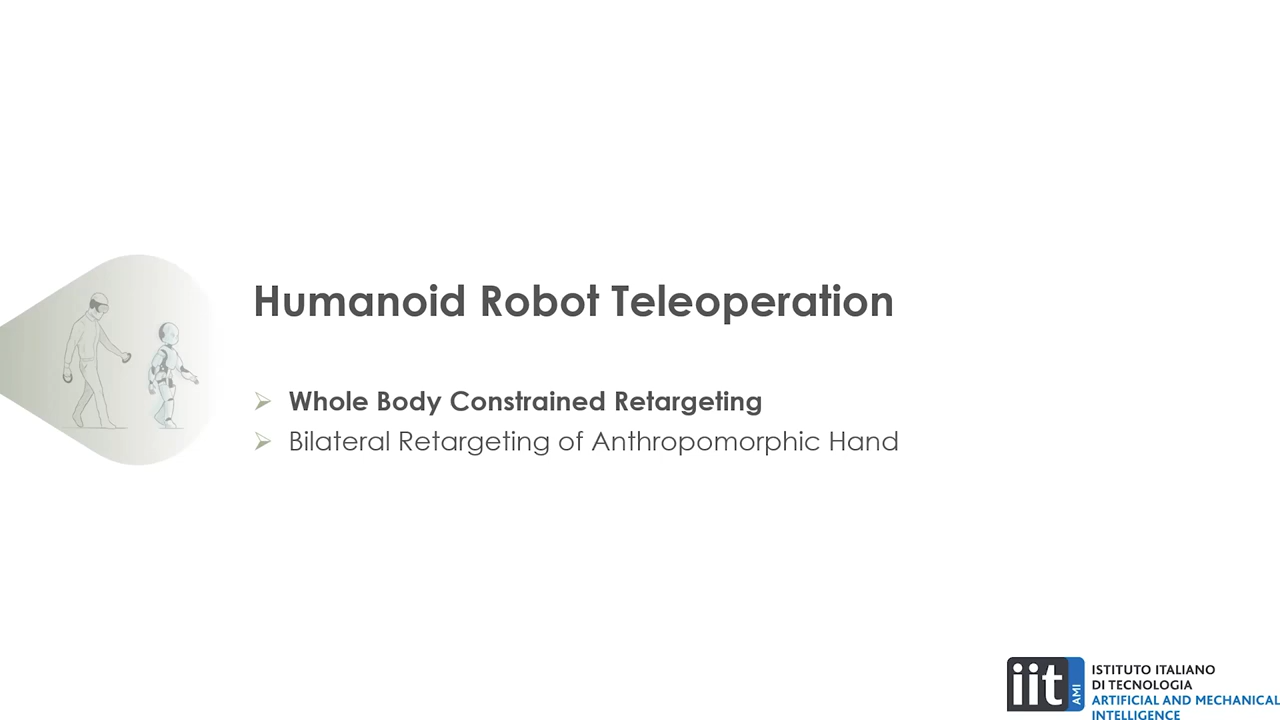 Humanoid Robot Teleoperation
Whole Body Constrained Retargeting
Bilateral Retargeting of Anthropomorphic Hand
iit
AMI
ISTITUTO ITALIANO
DI TECNOLOGIA
ARTIFICIAL AND MECHANICAL
INTELLIGENCE